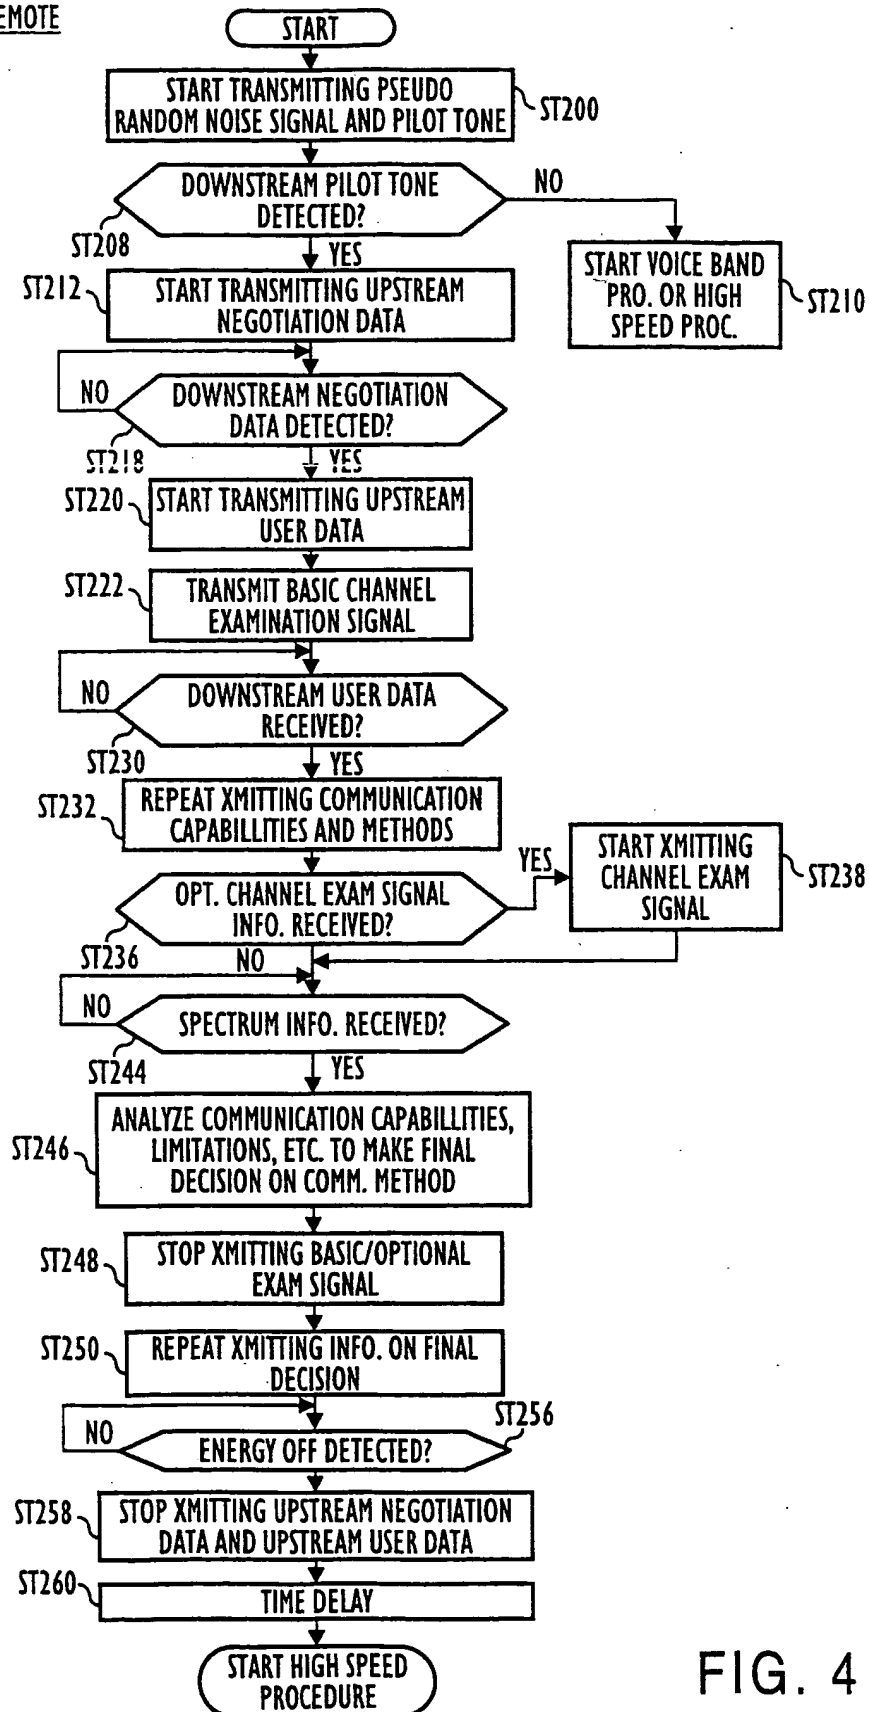 EMOTE
START
START TRANSMITTING PSEUDO
RANDOM NOISE SIGNAL AND PILOT TONE
ST200
DOWNSTREAM PILOT TONE
DETECTED?
NO
ST208
YES
START VOICE BAND
PRO. OR HIGH
SPEED PROC.
ST210
ST212
START TRANSMITTING UPSTREAM
NEGOTIATION DATA
NO
DOWNSTREAM NEGOTIATION
DATA DETECTED?
ST218
YES
ST220
START TRANSMITTING UPSTREAM
USER DATA
ST222
TRANSMIT BASIC CHANNEL
EXAMINATION SIGNAL
NO
DOWNSTREAM USER DATA
RECEIVED?
ST230
YES
ST232
REPEAT XMITTING COMMUNICATION
CAPABILLITIES AND METHODS
OPT. CHANNEL EXAM SIGNAL
INFO. RECEIVED?
YES
START XMITTING
CHANNEL EXAM
SIGNAL
ST238
ST236
NO
NO
SPECTRUM INFO. RECEIVED?
ST244
YES
ST246
ANALYZE COMMUNICATION CAPABILLITIES,
LIMITATIONS, ETC. TO MAKE FINAL
DECISION ON COMM. METHOD
ST248
STOP XMITTING BASIC/OPTIONAL
EXAM SIGNAL
ST250
REPEAT XMITTING INFO. ON FINAL
DECISION
ST256
NO
ENERGY OFF DETECTED?
ST258
STOP XMITTING UPSTREAM NEGOTIATION
DATA AND UPSTREAM USER DATA
ST260
TIME DELAY
START HIGH SPEED
PROCEDURE
FIG. 4